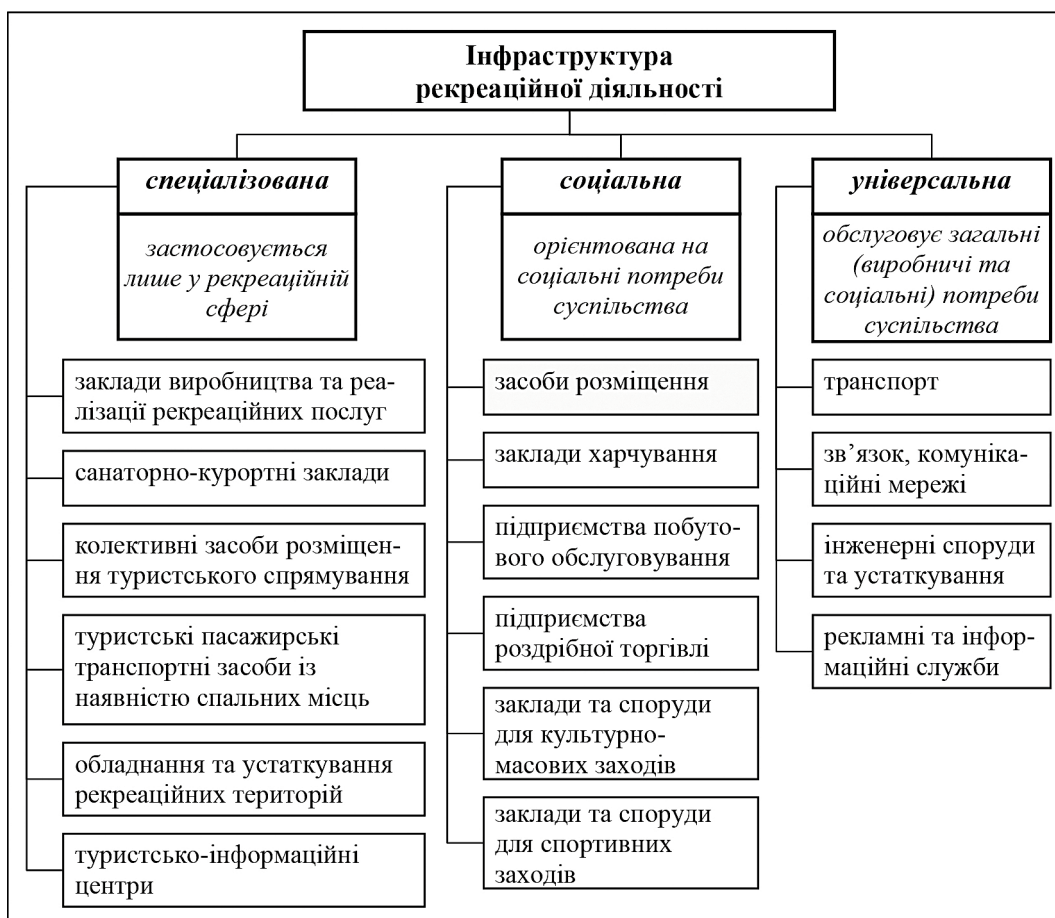 Інфраструктура
рекреаційної діяльності
спеціалізована
застосовується
лише у рекреаційній
сфері
заклади виробництва та реа-
лізації рекреаційних послуг
санаторно-курортні заклади
колективні засоби розміщен-
ня туристського спрямування
туристські пасажирські
транспортні засоби із
наявністю спальних місць
обладнання та устаткування
рекреаційних територій
туристсько-інформаційні
центри
соціальна
орієнтована на
соціальні потреби
суспільства
засоби розміщення
заклади харчування
підприємства побуто-
вого обслуговування
підприємства
роздрібної торгівлі
заклади та споруди
для культурно-
масових заходів
заклади та споруди
для спортивних
заходів
універсальна
обслуговує загальні
(виробничі та
соціальні) потреби
суспільства
транспорт
зв’язок, комуніка-
ційні мережі
інженерні споруди
та устаткування
рекламні та інфор-
маційні служби